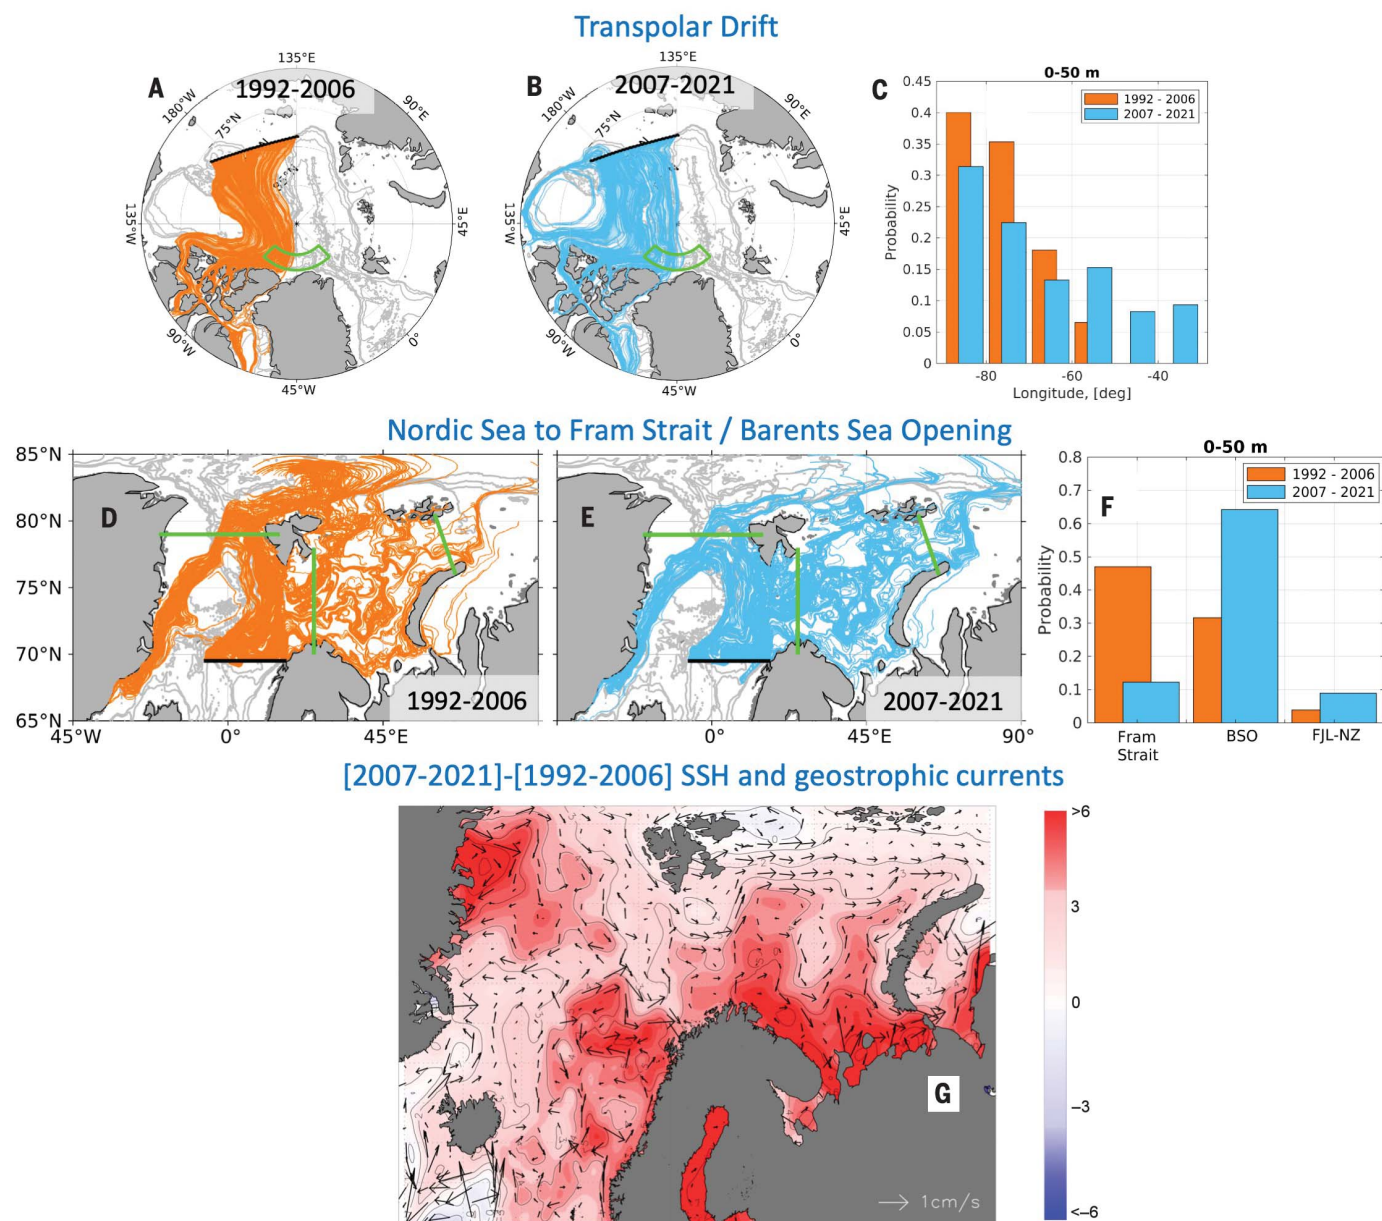 Transpolar Drift
A
1992-2006
135°E
90°E
45°E
0°
45°W
90°W
135°W
180°W
75°N
B
2007-2021
135°E
90°E
45°E
0°
45°W
90°W
135°W
180°W
75°N
C
0-50 m
1992 - 2006
2007 - 2021
Probability
0.45
0.4
0.35
0.3
0.25
0.2
0.15
0.1
0.05
0
-80
-60
-40
Longitude, [deg]
Nordic Sea to Fram Strait / Barents Sea Opening
85°N
80°N
75°N
70°N
65°N
D
1992-2006
45°W
0°
45°E
E
2007-2021
0°
45°E
90°
0-50 m
F
1992 - 2006
2007 - 2021
Probability
0.8
0.7
0.6
0.5
0.4
0.3
0.2
0.1
0
Fram
Strait
BSO
FJL-NZ
[2007-2021]-[1992-2006] SSH and geostrophic currents
G
1cm/s
>6
3
0
−3
<−6